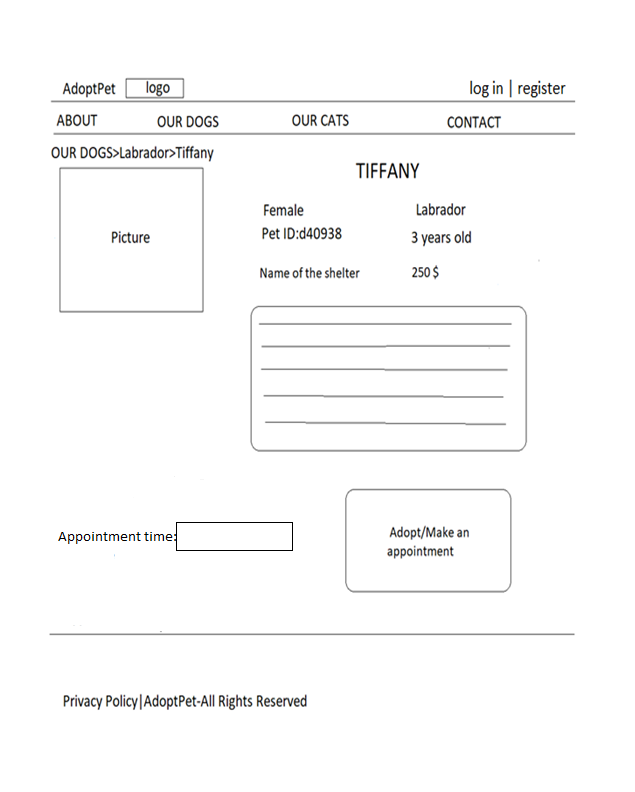 AdoptPet logo log in | register
ABOUT OUR DOGS OUR CATS CONTACT
OUR DOGS>Labrador>Tiffany
TIFFANY
Picture
Female Labrador
Pet ID:d40938 3 years old
Name of the shelter 250 $
Appointment time:
Adopt/Make an
appointment
Privacy Policy|AdoptPet-All Rights Reserved